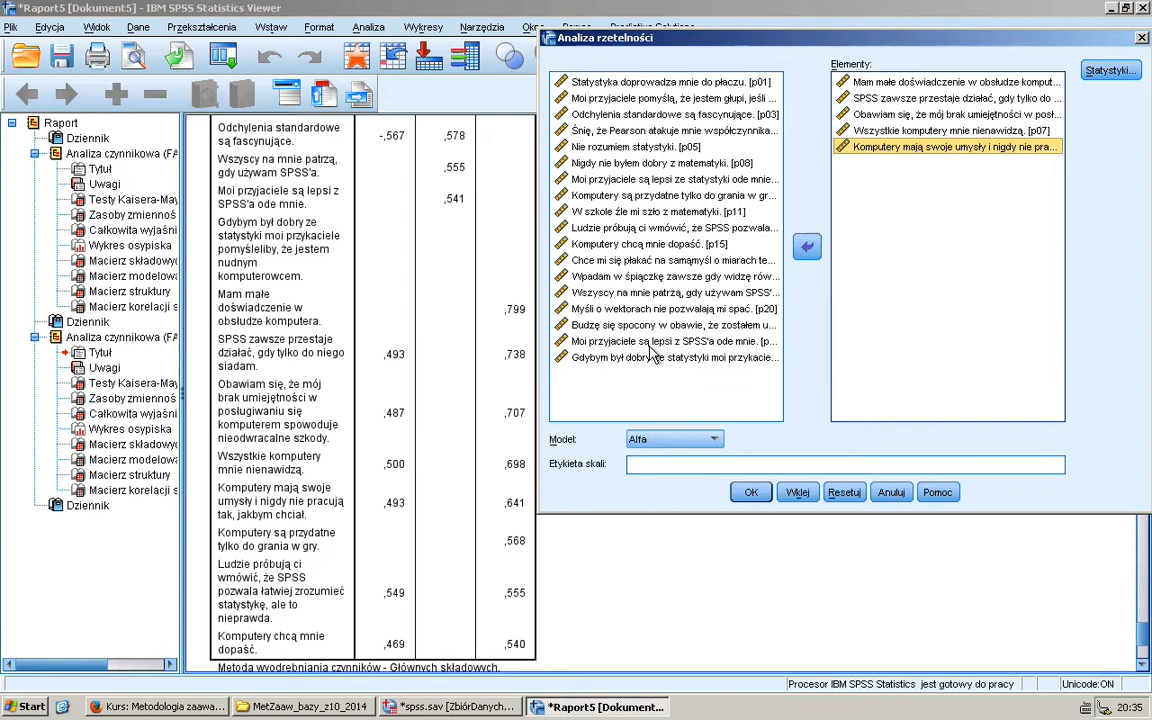 *Raport5 [Dokument5] - IBM SPSS Statistics Viewer
Plik Edycja Widok Dane Przekształcenia Wstaw Format Analiza Wykresy Narzędzia
Raport
Dziennik
Analiza czynnikowa (FA
Tytuł
Uwagi
Testy Kaisera-May
Zasoby zmiennoś
Całkowita wyjaśni
Wykres osypiska
Macierz składowyc
Macierz modelowa
Macierz struktury
Macierz korelacji s
Dziennik
Analiza czynnikowa (FA
Tytuł
Uwagi
Testy Kaisera-May
Zasoby zmiennoś
Całkowita wyjaśni
Wykres osypiska
Macierz składowyc
Macierz modelowa
Macierz struktury
Macierz korelacji s
Dziennik
Odchylenia standardowe -,567 ,578
są fascynujące.
Wszyscy na mnie patrzą, ,555
gdy używam SPSS'a.
Moi przyjaciele są lepsi z ,541
SPSS'a ode mnie.
Gdybym był dobry ze
statystyki moi przykaciele
pomyśleliby, że jestem
nudnym
komputerowcem.
Mam małe
doświadczenie w ,799
obsłudze komputera.
SPSS zawsze przestaje
działać, gdy tylko do niego ,493 ,738
siadam.
Obawiam się, że mój
brak umiejętności w
posługiwaniu się ,487 ,707
komputerem spowoduje
nieodwracalne szkody.
Wszystkie komputery ,500 ,698
mnie nienawidzą.
Komputery mają swoje
umysły i nigdy nie pracują ,493 ,641
tak, jakbym chciał.
Komputery są przydatne ,568
tylko do grania w gry.
Ludzie próbują ci
wmówić, że SPSS
pozwala łatwiej zrozumieć ,549 ,555
statystykę, ale to
nieprawda.
Komputery chcą mnie ,469 ,540
dopaść.
Metoda wyodrębniania czynników - Głównych składowych.
Analiza rzetelności
Statystyka doprowadza mnie do płaczu. [p01]
Moi przyjaciele pomyślą, że jestem głupi, jeśli ...
Odchylenia standardowe są fascynujące. [p03]
Śnię, że Pearson atakuje mnie współczynnika...
Nie rozumiem statystyki. [p05]
Nigdy nie byłem dobry z matematyki. [p08]
Moi przyjaciele są lepsi ze statystyki ode mnie...
Komputery są przydatne tylko do grania w gr...
W szkole źle mi szło z matematyki. [p11]
Ludzie próbują ci wmówić, że SPSS pozwala...
Komputery chcą mnie dopaść. [p15]
Chce mi się płakać na samąmyśl o miarach te...
Wpadam w śpiączkę zawsze gdy widzę rów...
Wszyscy na mnie patrzą, gdy używam SPSS'...
Myśli o wektorach nie pozwalają mi spać. [p20]
Budzę się spocony w obawie, że zostałem u...
Moi przyjaciele są lepsi z SPSS'a ode mnie. [p...
Gdybym był dobry ze statystyki moi przykacie...
Elementy:
Mam małe doświadczenie w obsłudze komput...
SPSS zawsze przestaje działać, gdy tylko do ...
Obawiam się, że mój brak umiejętności w posł...
Wszystkie komputery mnie nienawidzą. [p07]
Komputery mają swoje umysły i nigdy nie pra...
Statystyki...
Model: Alfa
Etykieta skali:
OK Wklej Resetuj Anuluj Pomoc
Procesor IBM SPSS Statistics jest gotowy do pracy Unicode:ON
Start Kurs: Metodologia zaawa... MetZaaw_bazy_z10_2014 *spss.sav [ZbiórDanych... *Raport5 [Dokument... 20:35